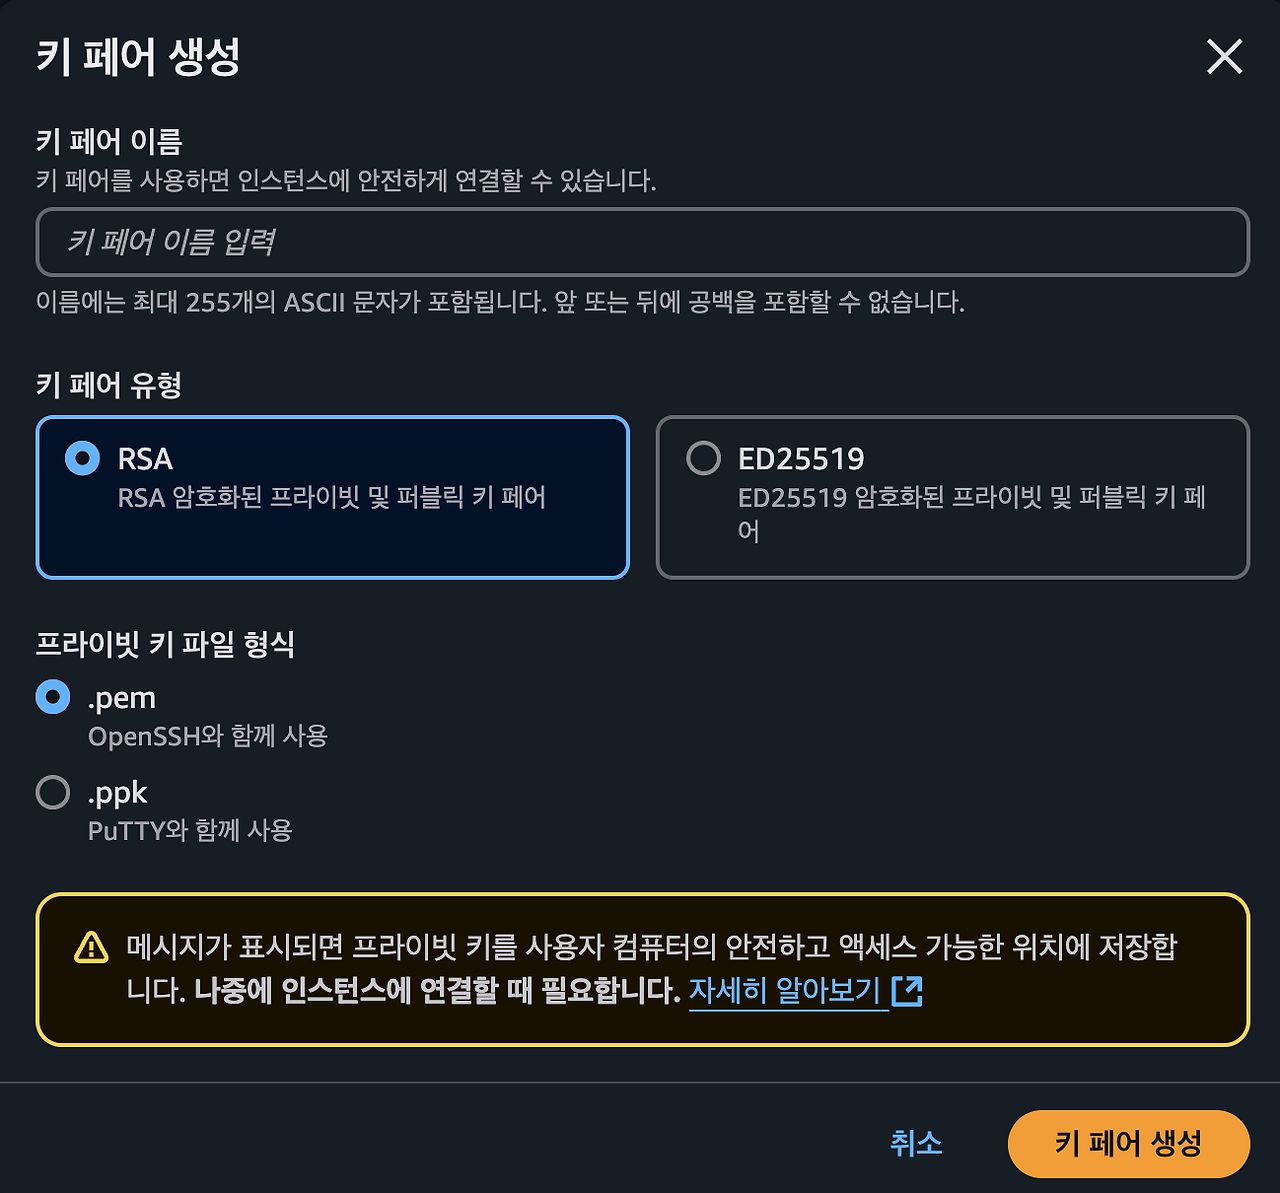 키 페어 생성
키 페어 이름
키 페어를 사용하면 인스턴스에 안전하게 연결할 수 있습니다.
키 페어 이름 입력
이름에는 최대 255개의 ASCII 문자가 포함됩니다. 앞 또는 뒤에 공백을 포함할 수 없습니다.
키 페어 유형
RSA
RSA 암호화된 프라이빗 및 퍼블릭 키 페어
ED25519
ED25519 암호화된 프라이빗 및 퍼블릭 키 페
어
프라이빗 키 파일 형식
.pem
OpenSSH와 함께 사용
.ppk
PuTTY와 함께 사용
메시지가 표시되면 프라이빗 키를 사용자 컴퓨터의 안전하고 액세스 가능한 위치에 저장합
니다. 나중에 인스턴스에 연결할 때 필요합니다. 자세히 알아보기
취소
키 페어 생성